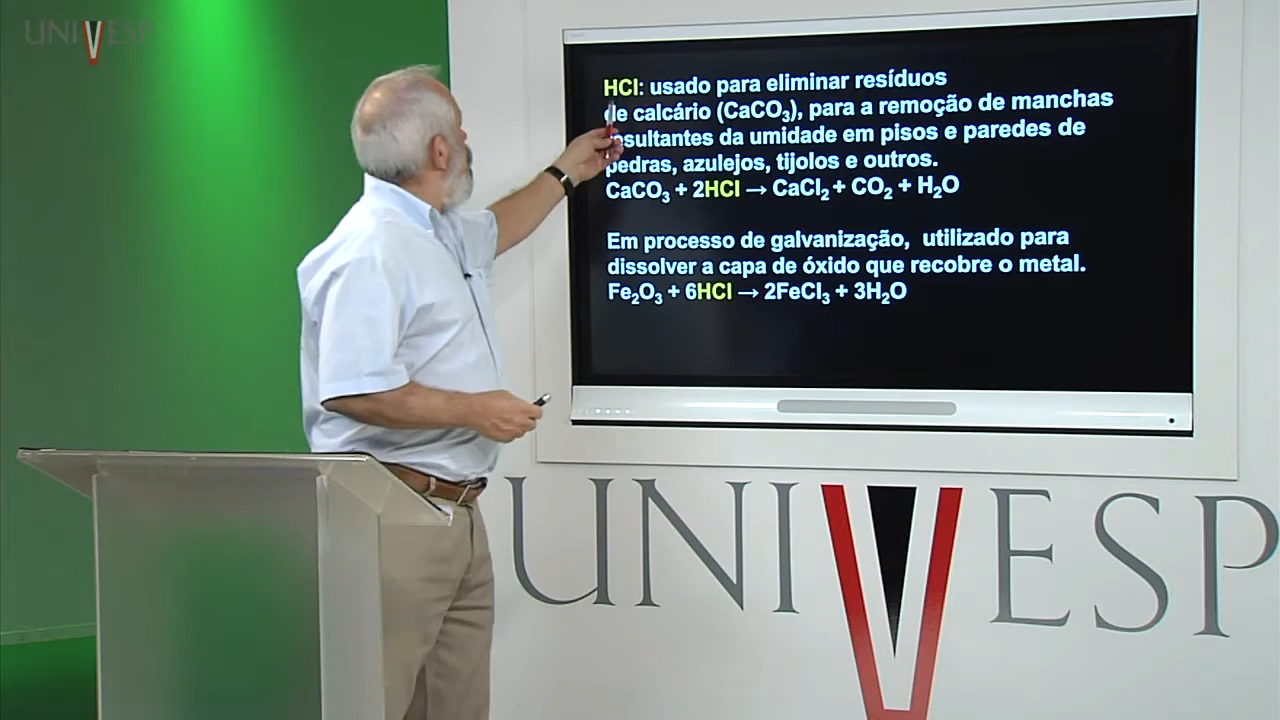 UNIVESP
HCl: usado para eliminar resíduos
de calcário (CaCO₃), para a remoção de manchas
resultantes da umidade em pisos e paredes de
pedras, azulejos, tijolos e outros.
CaCO₃ + 2HCl → CaCl₂ + CO₂ + H₂O
Em processo de galvanização, utilizado para
dissolver a capa de óxido que recobre o metal.
Fe₂O₃ + 6HCl → 2FeCl₃ + 3H₂O
UNIVESP